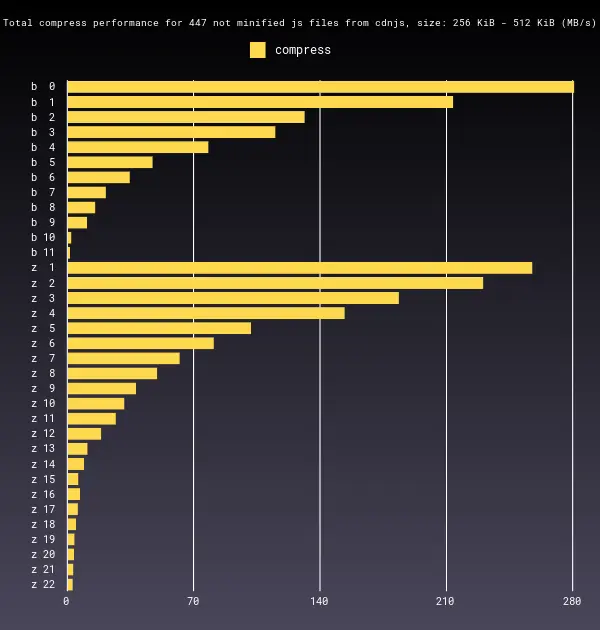 Total compress performance for 447 not minified js files from cdnjs, size: 256 KiB - 512 KiB (MB/s)
compress
b 0
b 1
b 2
b 3
b 4
b 5
b 6
b 7
b 8
b 9
b 10
b 11
z 1
z 2
z 3
z 4
z 5
z 6
z 7
z 8
z 9
z 10
z 11
z 12
z 13
z 14
z 15
z 16
z 17
z 18
z 19
z 20
z 21
z 22
0 70 140 210 280